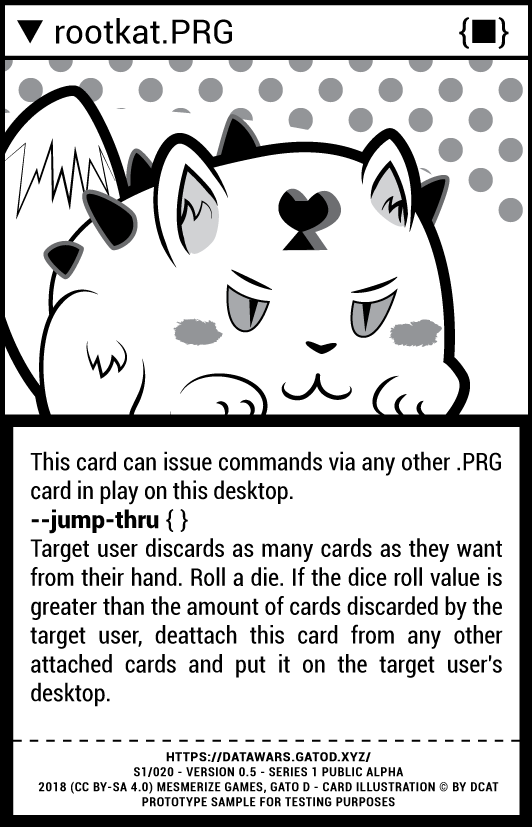 ▼ rootkat.PRG {■}
This card can issue commands via any other .PRG
card in play on this desktop.
--jump-thru { }
Target user discards as many cards as they want
from their hand. Roll a die. If the dice roll value is
greater than the amount of cards discarded by the
target user, deattach this card from any other
attached cards and put it on the target user's
desktop.
HTTPS://DATAWARS.GATOD.XYZ/
S1/020 - VERSION 0.5 - SERIES 1 PUBLIC ALPHA
2018 (CC BY-SA 4.0) MESMERIZE GAMES, GATO D - CARD ILLUSTRATION © BY DCAT
PROTOTYPE SAMPLE FOR TESTING PURPOSES